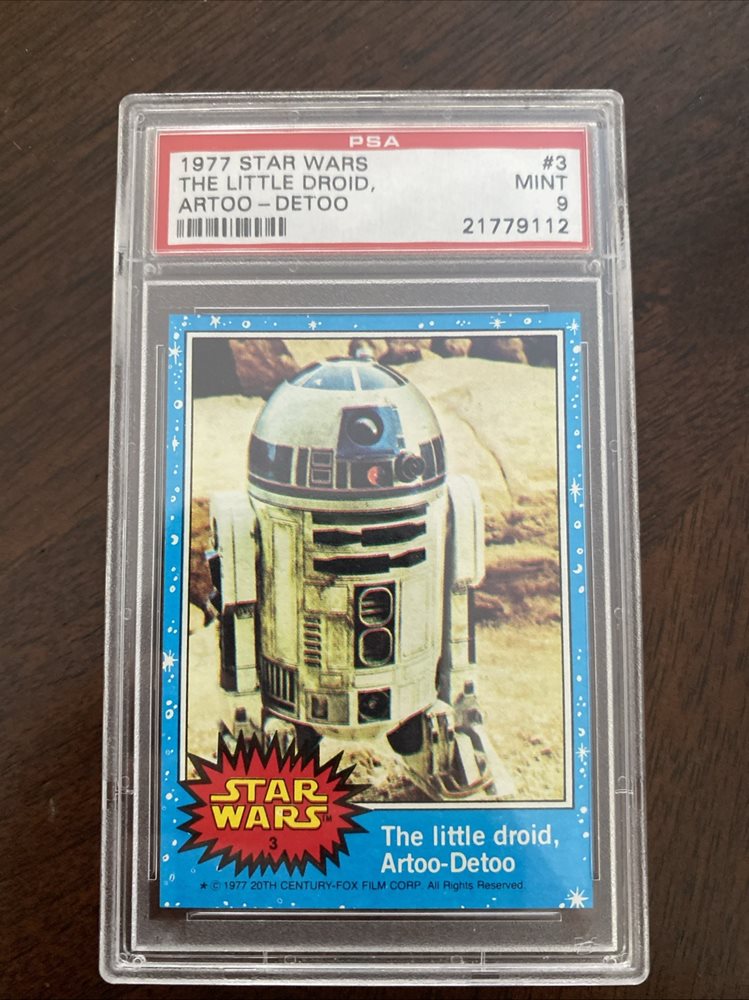 PSA
1977 STAR WARS #3
THE LITTLE DROID, MINT
ARTOO-DETOO 9
21779112
STAR
WARS™
3
The little droid,
Artoo-Detoo
★ © 1977 20TH CENTURY-FOX FILM CORP. All Rights Reserved